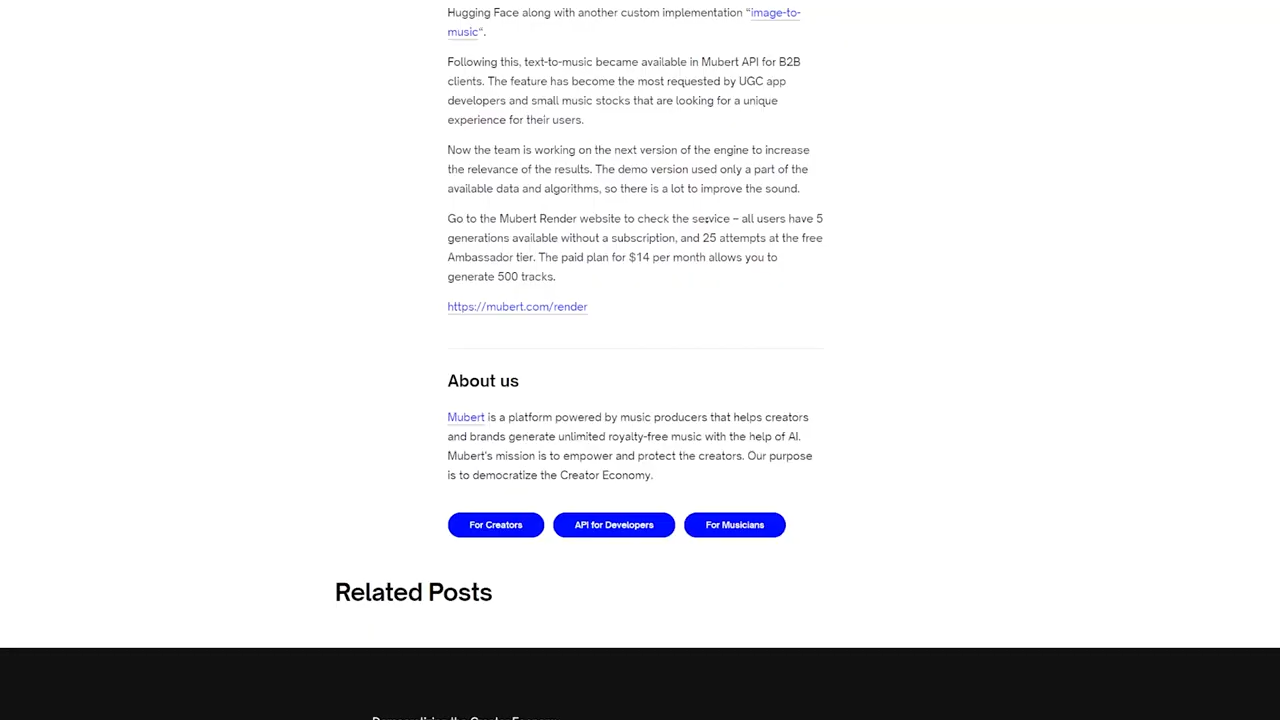 Hugging Face along with another custom implementation “image-to-
music“.
Following this, text-to-music became available in Mubert API for B2B
clients. The feature has become the most requested by UGC app
developers and small music stocks that are looking for a unique
experience for their users.
Now the team is working on the next version of the engine to increase
the relevance of the results. The demo version used only a part of the
available data and algorithms, so there is a lot to improve the sound.
Go to the Mubert Render website to check the service – all users have 5
generations available without a subscription, and 25 attempts at the free
Ambassador tier. The paid plan for $14 per month allows you to
generate 500 tracks.
https://mubert.com/render
About us
Mubert is a platform powered by music producers that helps creators
and brands generate unlimited royalty-free music with the help of AI.
Mubert's mission is to empower and protect the creators. Our purpose
is to democratize the Creator Economy.
For Creators
API for Developers
For Musicians
Related Posts